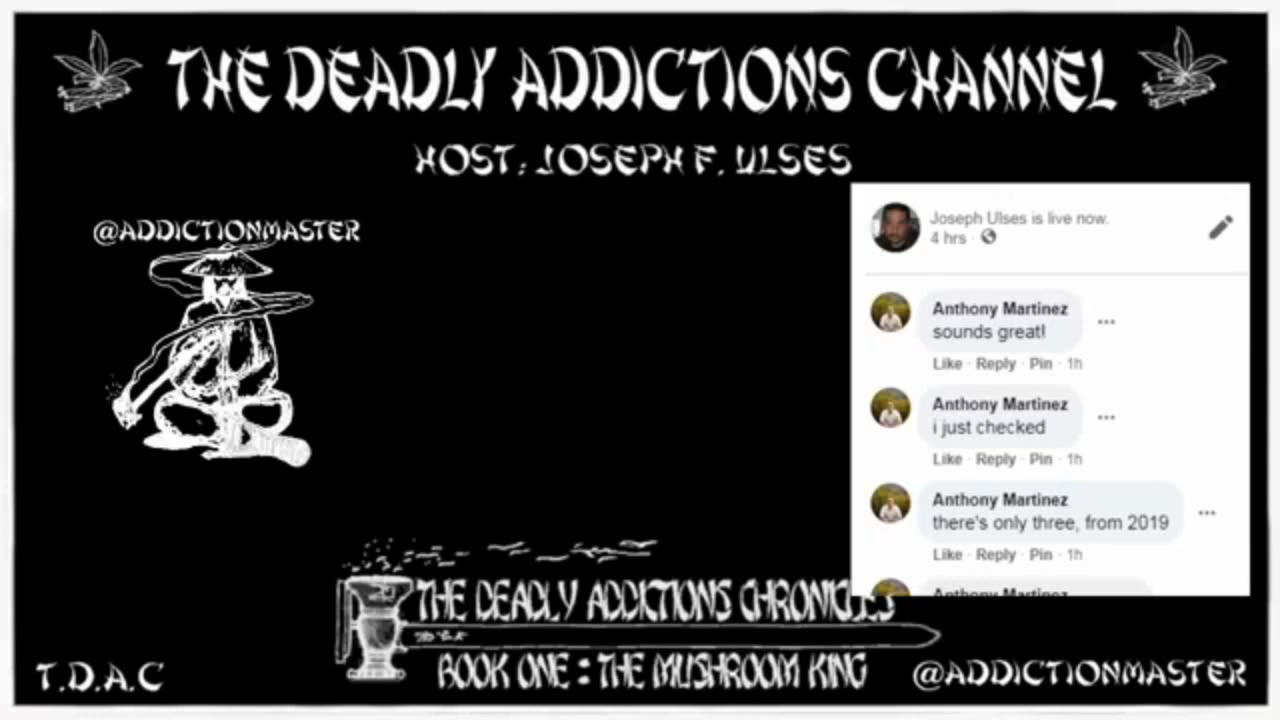 THE DEADLY ADDICTIONS CHANNEL
HOST: JOSEPH F. ULSES
@ADDICTIONMASTER
Joseph Ulses is live now.
4 hrs ·
Anthony Martinez
sounds great!
Like · Reply · Pin · 1h
Anthony Martinez
i just checked
Like · Reply · Pin · 1h
Anthony Martinez
there's only three, from 2019
Like · Reply · Pin · 1h
Anthony Martinez
THE DEADLY ADDICTIONS CHRONICLES
BOOK ONE : THE MUSHROOM KING
T.D.A.C
@ADDICTIONMASTER